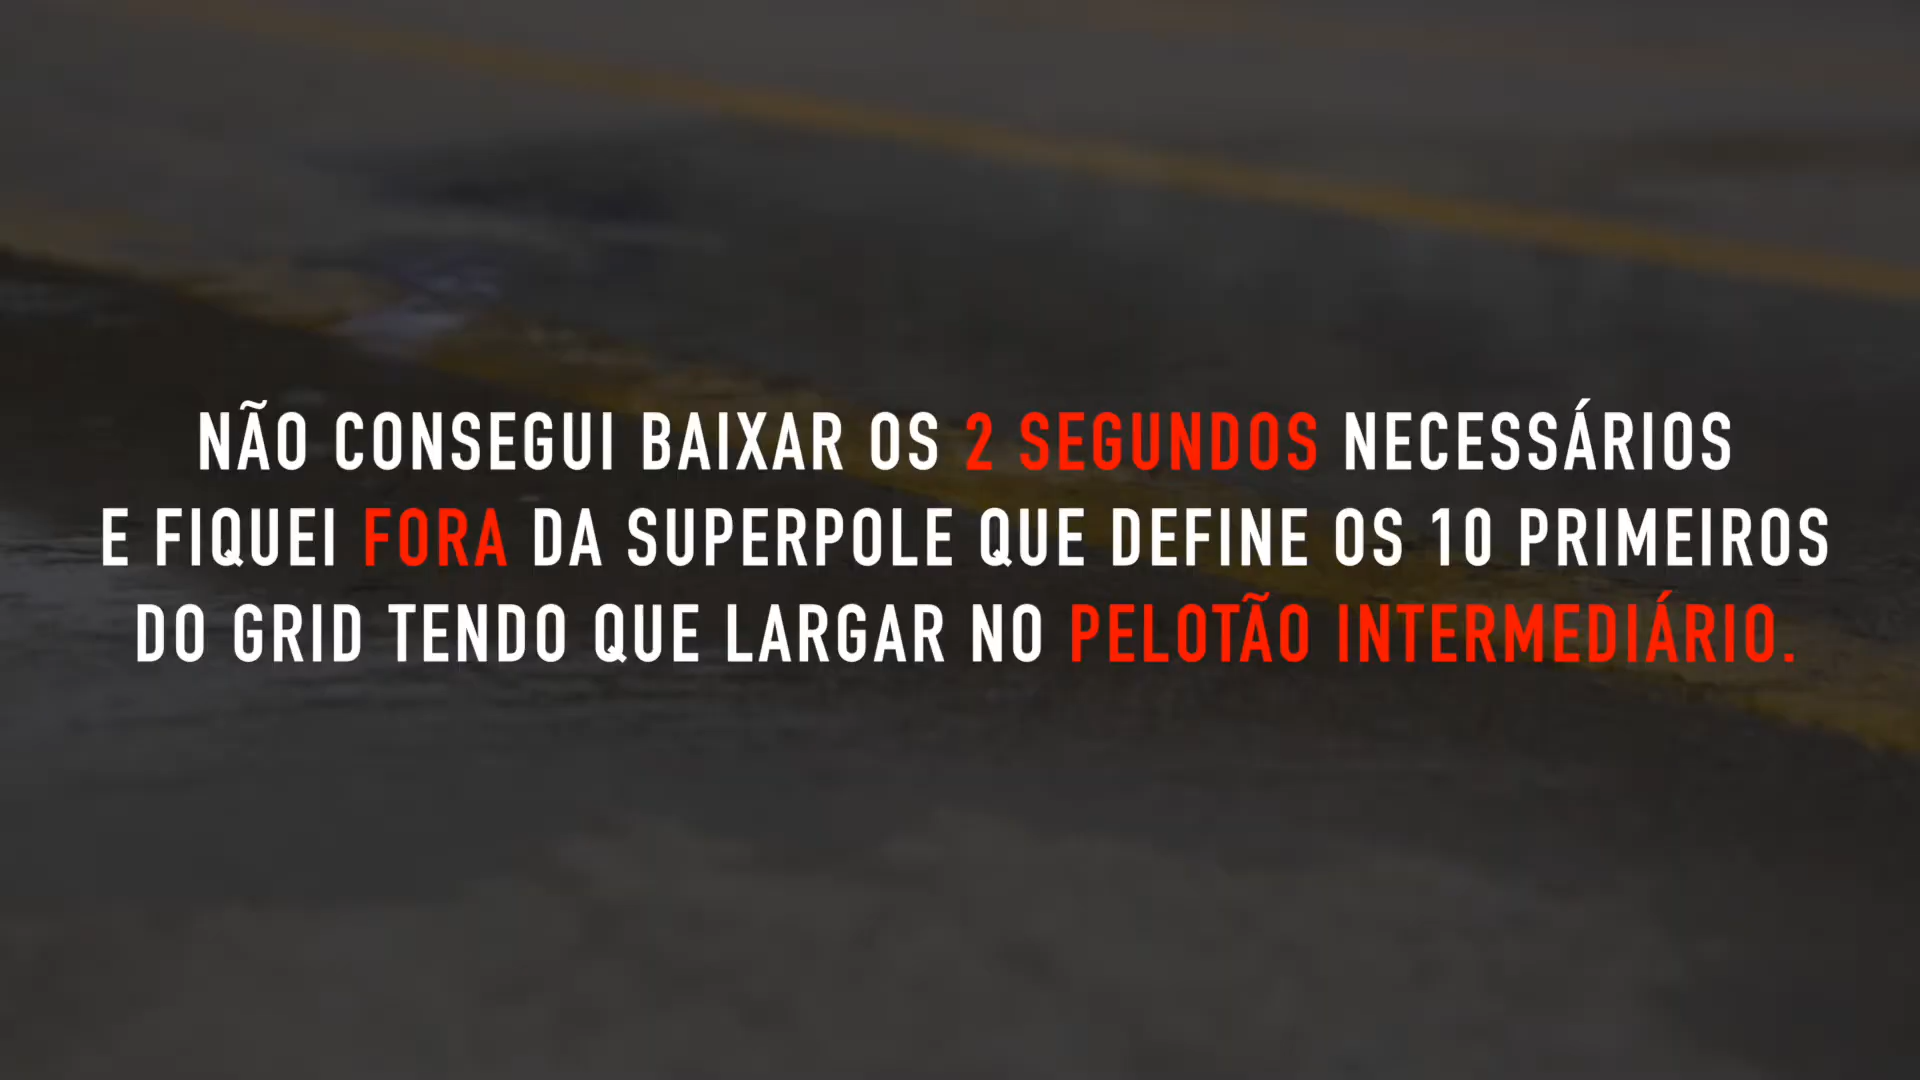 NÃO CONSEGUI BAIXAR OS 2 SEGUNDOS NECESSÁRIOS
E FIQUEI FORA DA SUPERPOLE QUE DEFINE OS 10 PRIMEIROS
DO GRID TENDO QUE LARGAR NO PELOTÃO INTERMEDIÁRIO.